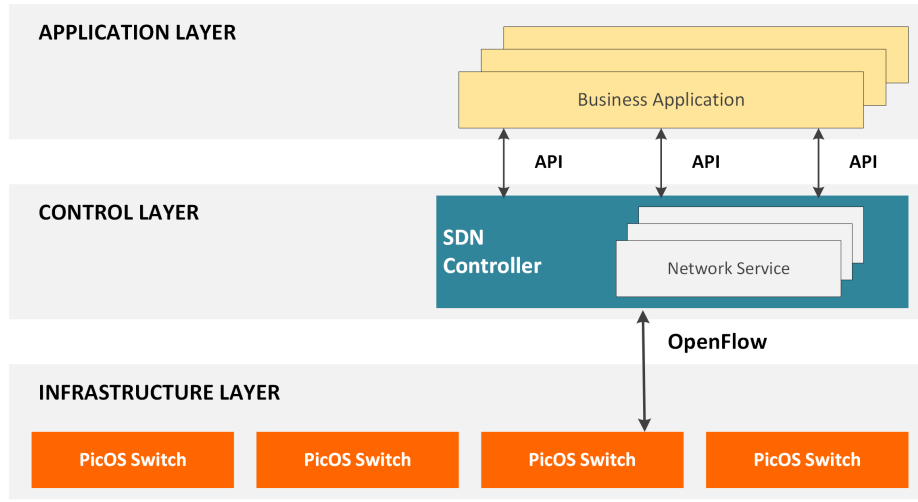 APPLICATION LAYER
Business Application
API
API
API
CONTROL LAYER
SDN
Controller
Network Service
OpenFlow
INFRASTRUCTURE LAYER
PicOS Switch
PicOS Switch
PicOS Switch
PicOS Switch